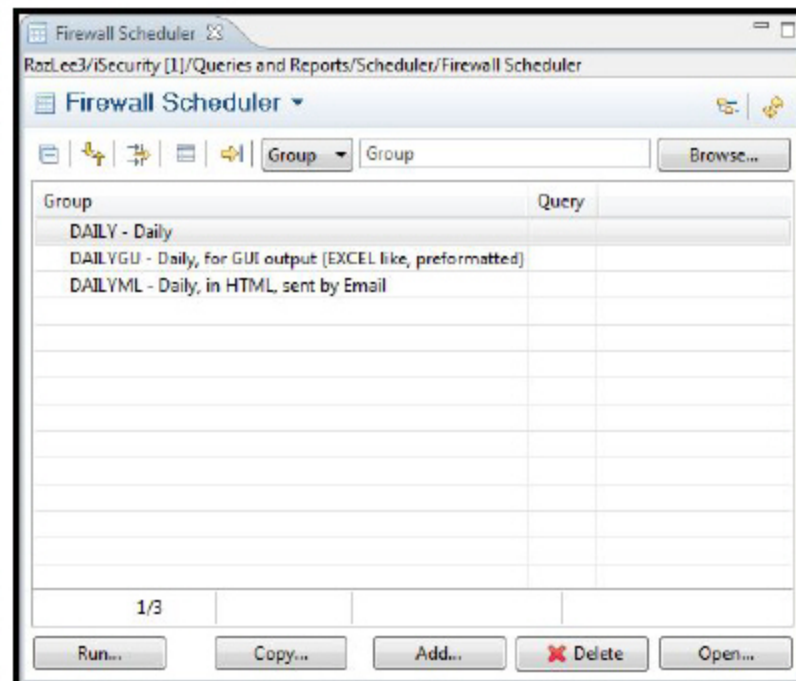 Firewall Scheduler
RazLee3/iSecurity [1]/Queries and Reports/Scheduler/Firewall Scheduler
Firewall Scheduler
Group Group Browse...
Group Query
DAILY - Daily
DAILYGU - Daily, for GUI output (EXCEL like, preformatted)
DAILYML - Daily, in HTML, sent by Email
1/3
Run... Copy... Add... Delete Open...